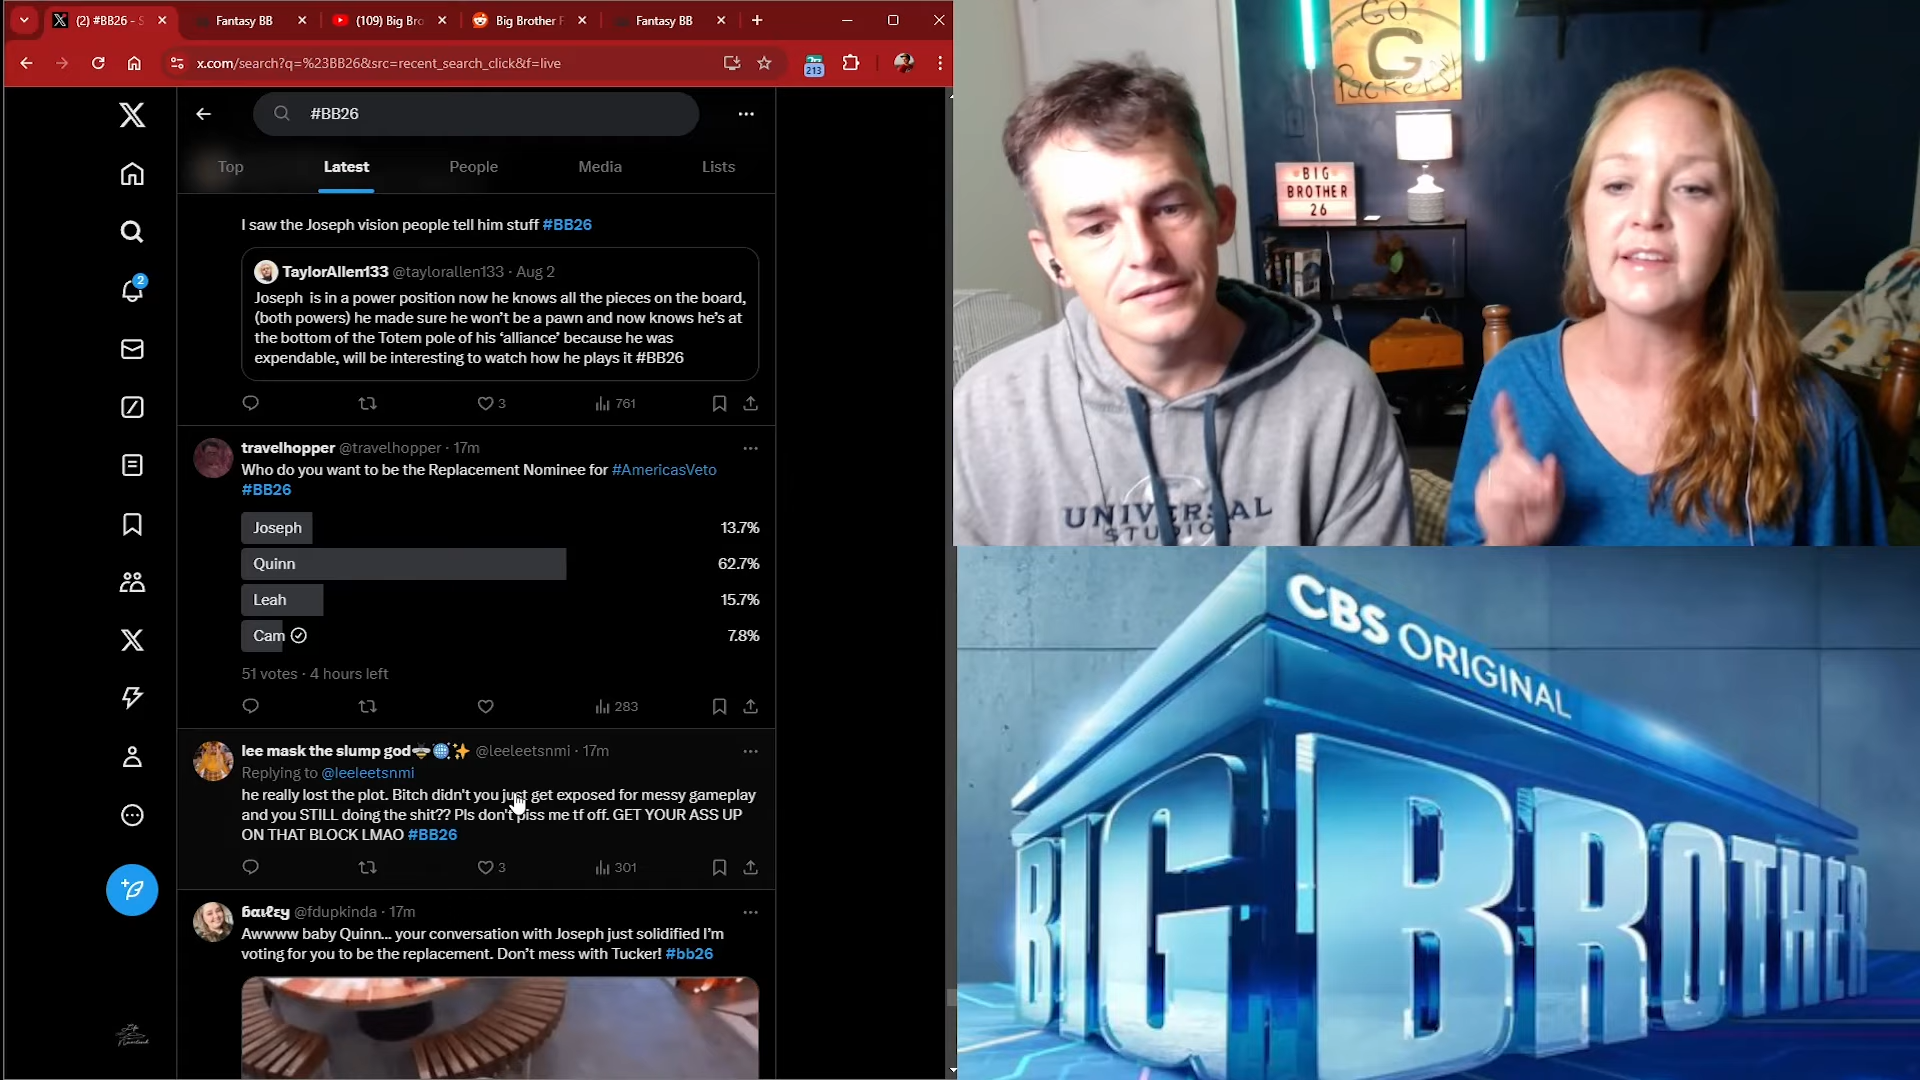 (2) #BB26 - S
Fantasy BB
(109) Big Bro
Big Brother F
Fantasy BB
x.com/search?q=%23BB26&src=recent_search_click&f=live
213
#BB26
Top
Latest
People
Media
Lists
2
I saw the Joseph vision people tell him stuff #BB26
TaylorAllen133 @taylorallen133 · Aug 2
Joseph is in a power position now he knows all the pieces on the board,
(both powers) he made sure he won’t be a pawn and now knows he’s at
the bottom of the Totem pole of his ‘alliance’ because he was
expendable, will be interesting to watch how he plays it #BB26
3
761
travelhopper @travelhopper · 17m
Who do you want to be the Replacement Nominee for #AmericasVeto
#BB26
Joseph 13.7%
Quinn 62.7%
Leah 15.7%
Cam 7.8%
51 votes · 4 hours left
283
lee mask the slump god @leeleetsnmi · 17m
Replying to @leeleetsnmi
he really lost the plot. Bitch didn't you just get exposed for messy gameplay
and you STILL doing the shit?? Pls don't piss me tf off. GET YOUR ASS UP
ON THAT BLOCK LMAO #BB26
3
301
ɓαιℓεყ @fdupkinda · 17m
Awwww baby Quinn... your conversation with Joseph just solidified I’m
voting for you to be the replacement. Don’t mess with Tucker! #bb26
GO
G
Packers!
BIG
BROTHER
26
UNIVERSAL
STUDIOS
CBS ORIGINAL
BIG BROTHER